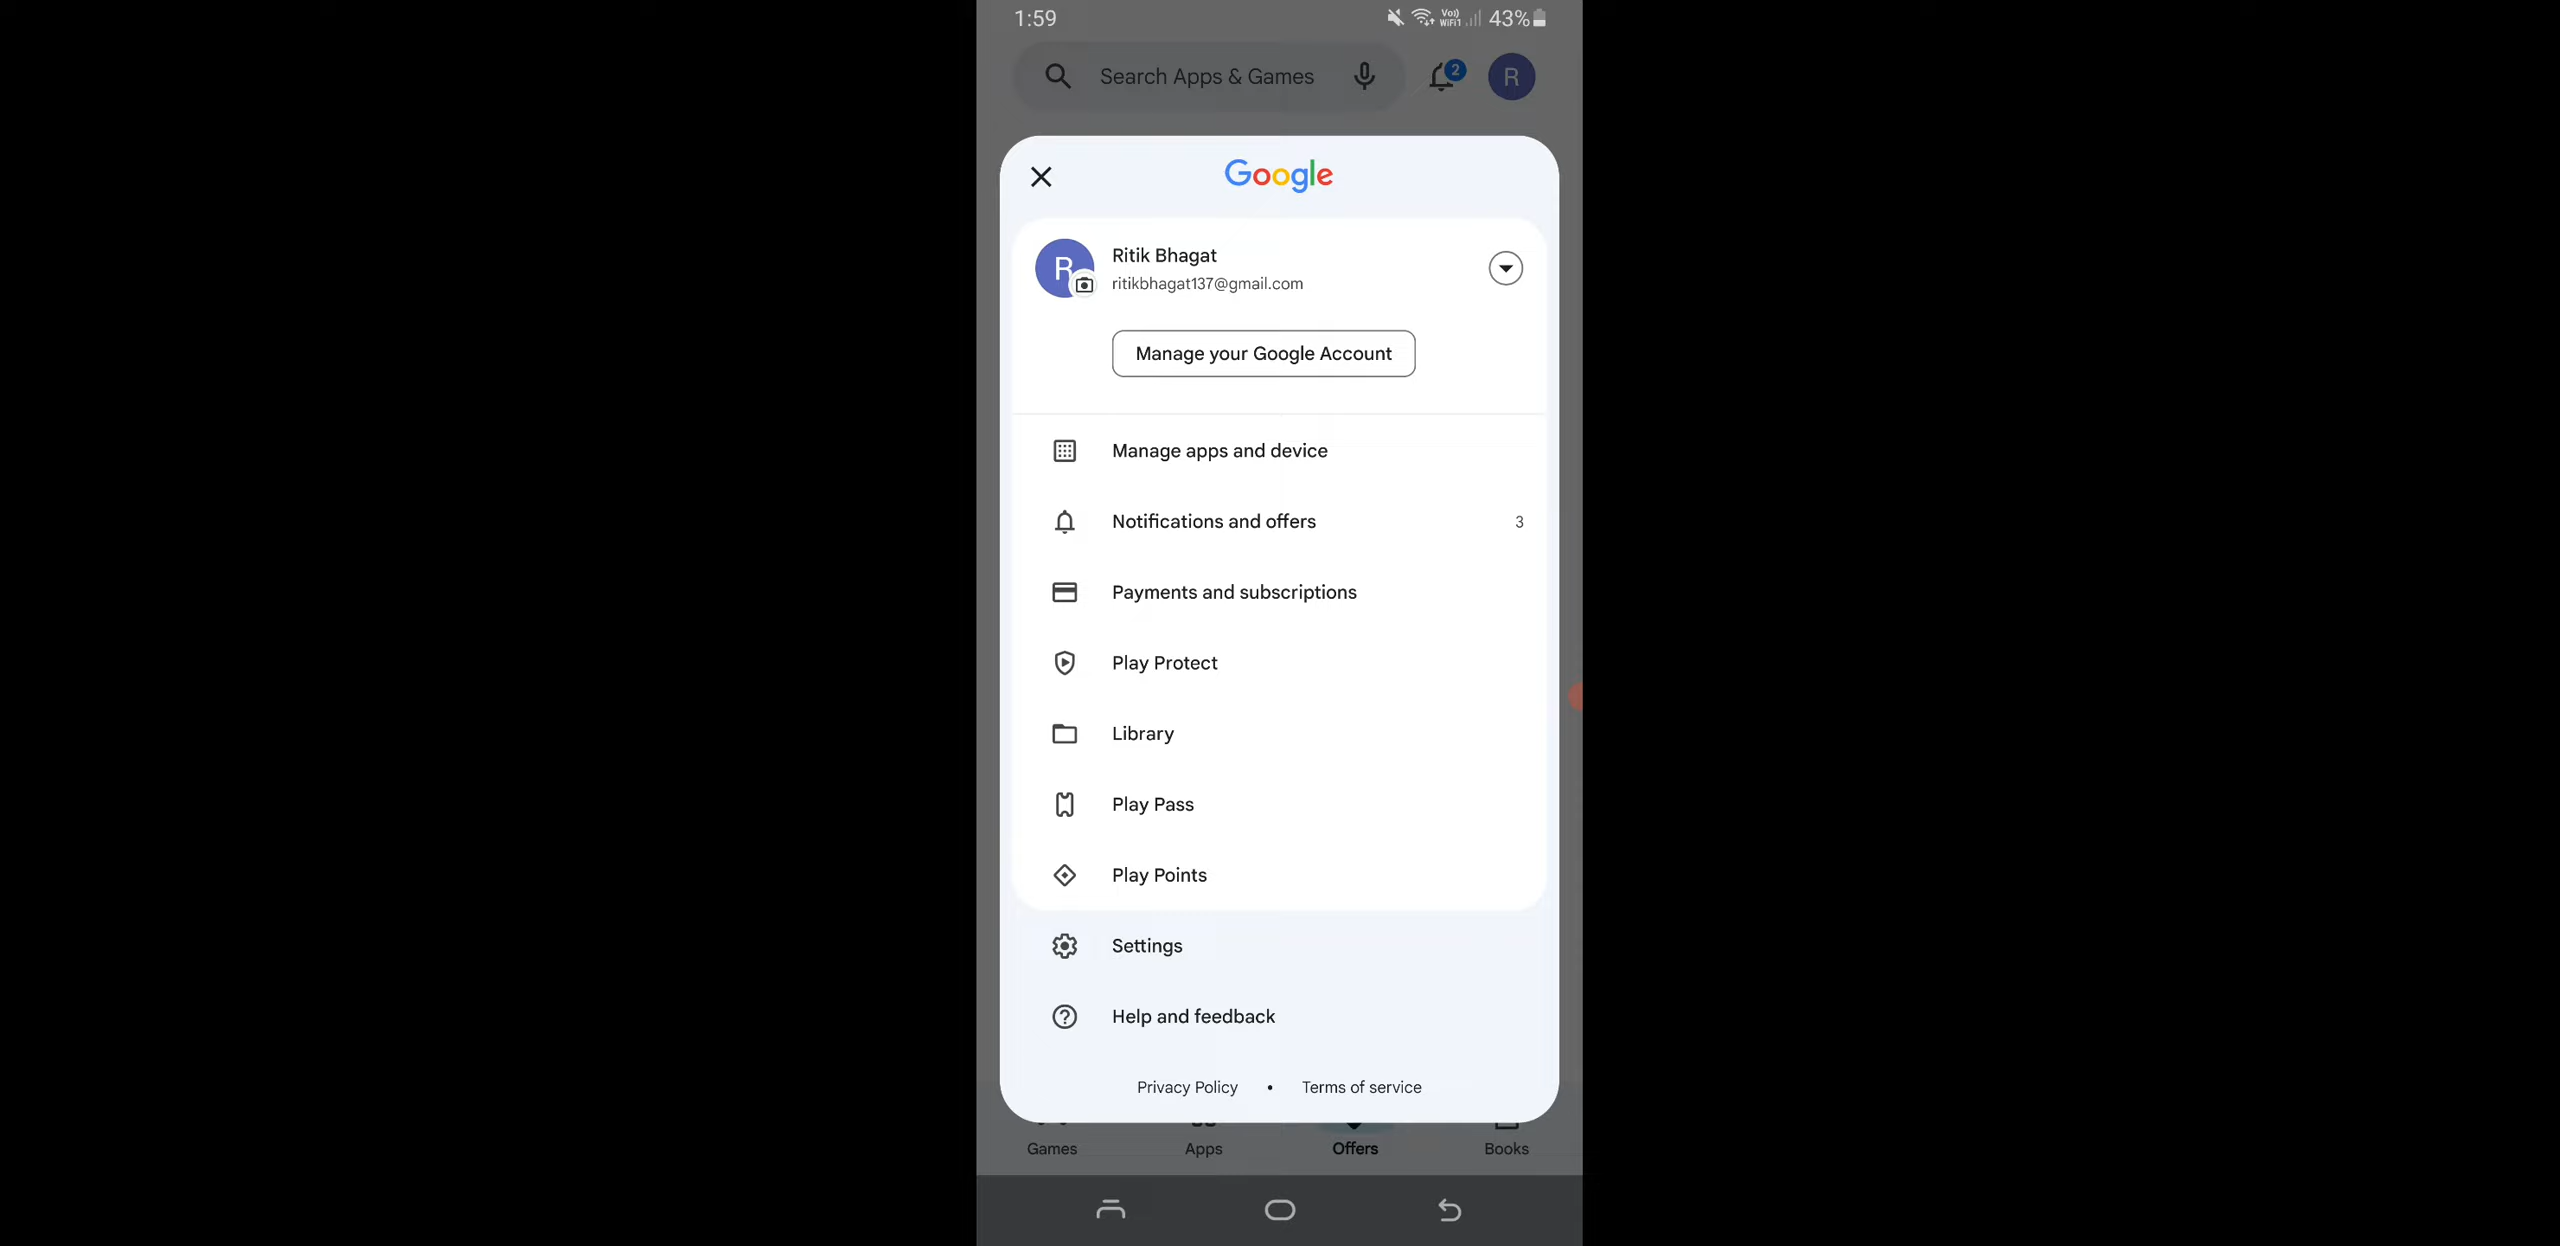 1:59
Vo))
WiFi1
43%
Search Apps & Games
2
R
Google
R
Ritik Bhagat
ritikbhagat137@gmail.com
Manage your Google Account
Manage apps and device
Notifications and offers 3
Payments and subscriptions
Play Protect
Library
Play Pass
Play Points
Settings
Help and feedback
Privacy Policy • Terms of service
Games Apps Offers Books